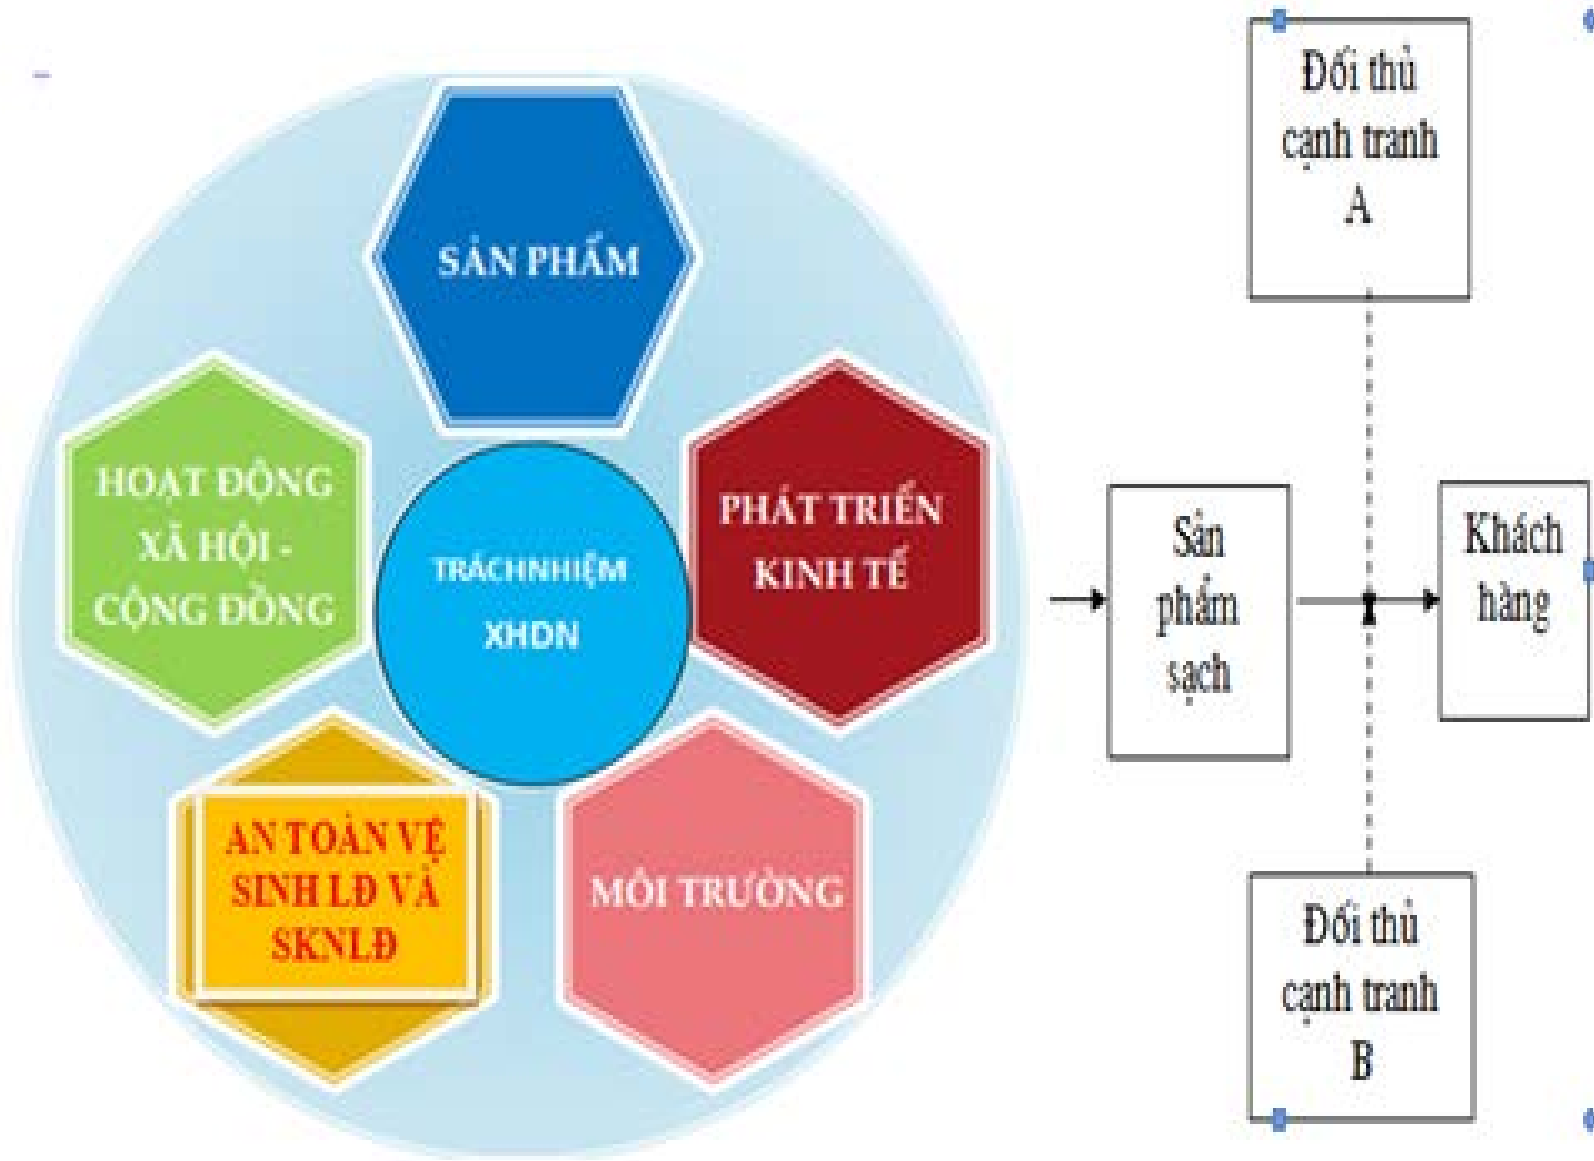 SẢN PHẨM
HOẠT ĐỘNG
XÃ HỘI -
CỘNG ĐỒNG
TRÁCHNHIỆM
XHDN
PHÁT TRIỂN
KINH TẾ
AN TOÀN VỆ
SINH LĐ VÀ
SKNLĐ
MÔI TRƯỜNG
Đối thủ
cạnh tranh
A
Sản
phẩm
sạch
Khách
hàng
Đối thủ
cạnh tranh
B